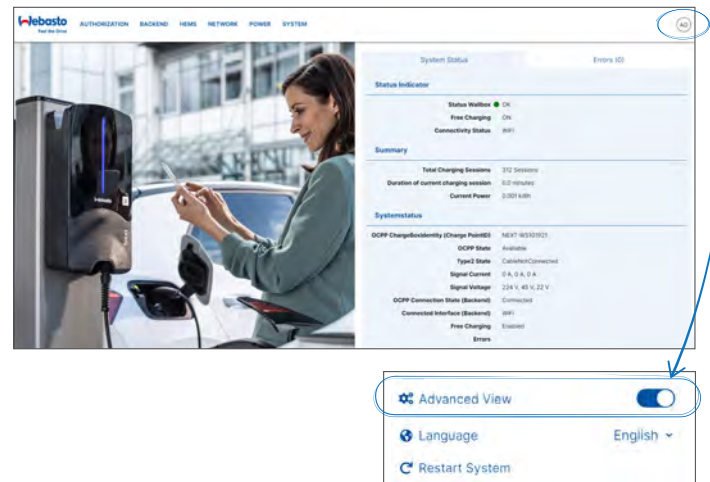 Webasto
Feel the Drive
AUTHORIZATION BACKEND HEMS NETWORK POWER SYSTEM
System Status Errors (0)
Status Indicator
Status Wallbox OK
Free Charging ON
Connectivity Status WIFI
Summary
Total Charging Sessions 312 Sessions
Duration of current charging session 0.0 minutes
Current Power 0.001 kWh
Systemstatus
OCPP ChargeBoxIdentity (Charge PointID)
OCPP State Available
Type2 State CableNotConnected
Signal Current 0 A, 0 A, 0 A
Signal Voltage 224 V, 45 V, 22 V
OCPP Connection State (Backend) Connected
Connected Interface (Backend) WIFI
Free Charging Enabled
Errors
Advanced View
Language English
Restart System